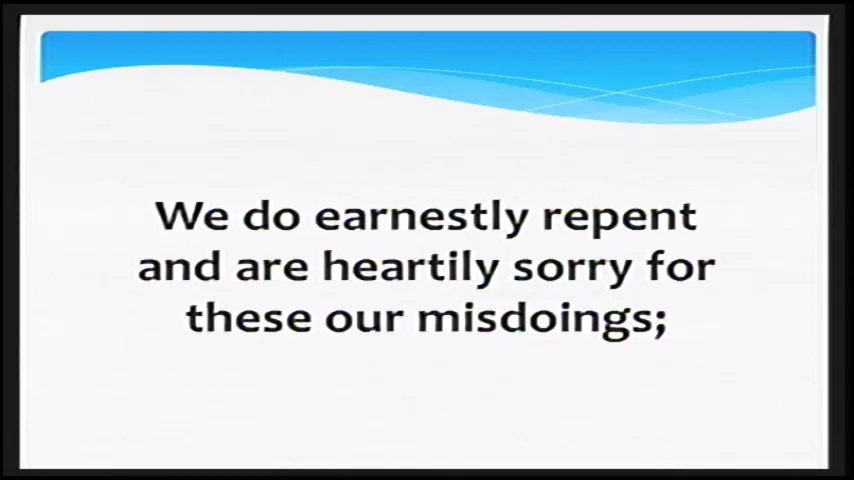 We do earnestly repent
and are heartily sorry for
these our misdoings;